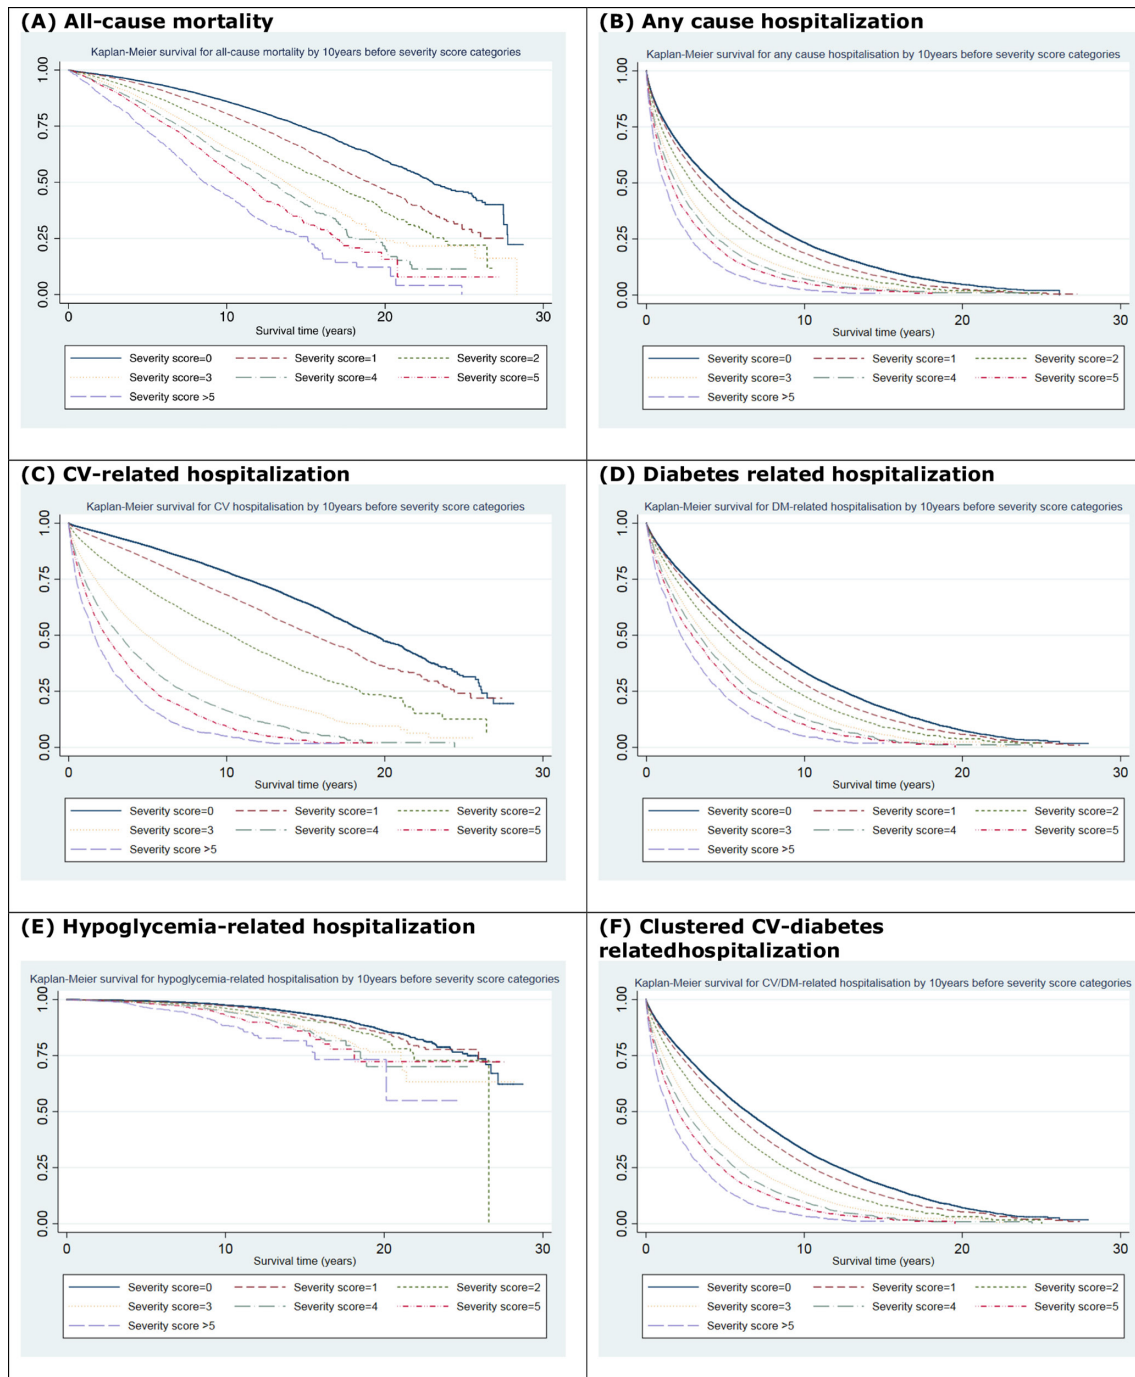 (A) All-cause mortality
Kaplan-Meier survival for all-cause mortality by 10years before severity score categories
1.00
0.75
0.50
0.25
0.00
0 10 20 30
Survival time (years)
Severity score=0 Severity score=1 Severity score=2
Severity score=3 Severity score=4 Severity score=5
Severity score >5
(B) Any cause hospitalization
Kaplan-Meier survival for any cause hospitalisation by 10years before severity score categories
1.00
0.75
0.50
0.25
0.00
0 10 20 30
Survival time (years)
Severity score=0 Severity score=1 Severity score=2
Severity score=3 Severity score=4 Severity score=5
Severity score >5
(C) CV-related hospitalization
Kaplan-Meier survival for CV hospitalisation by 10years before severity score categories
1.00
0.75
0.50
0.25
0.00
0 10 20 30
Survival time (years)
Severity score=0 Severity score=1 Severity score=2
Severity score=3 Severity score=4 Severity score=5
Severity score >5
(D) Diabetes related hospitalization
Kaplan-Meier survival for DM-related hospitalisation by 10years before severity score categories
1.00
0.75
0.50
0.25
0.00
0 10 20 30
Survival time (years)
Severity score=0 Severity score=1 Severity score=2
Severity score=3 Severity score=4 Severity score=5
Severity score >5
(E) Hypoglycemia-related hospitalization
Kaplan-Meier survival for hypoglycemia-related hospitalisation by 10years before severity score categories
1.00
0.75
0.50
0.25
0.00
0 10 20 30
Survival time (years)
Severity score=0 Severity score=1 Severity score=2
Severity score=3 Severity score=4 Severity score=5
Severity score >5
(F) Clustered CV-diabetes
relatedhospitalization
Kaplan-Meier survival for CV/DM-related hospitalisation by 10years before severity score categories
1.00
0.75
0.50
0.25
0.00
0 10 20 30
Survival time (years)
Severity score=0 Severity score=1 Severity score=2
Severity score=3 Severity score=4 Severity score=5
Severity score >5